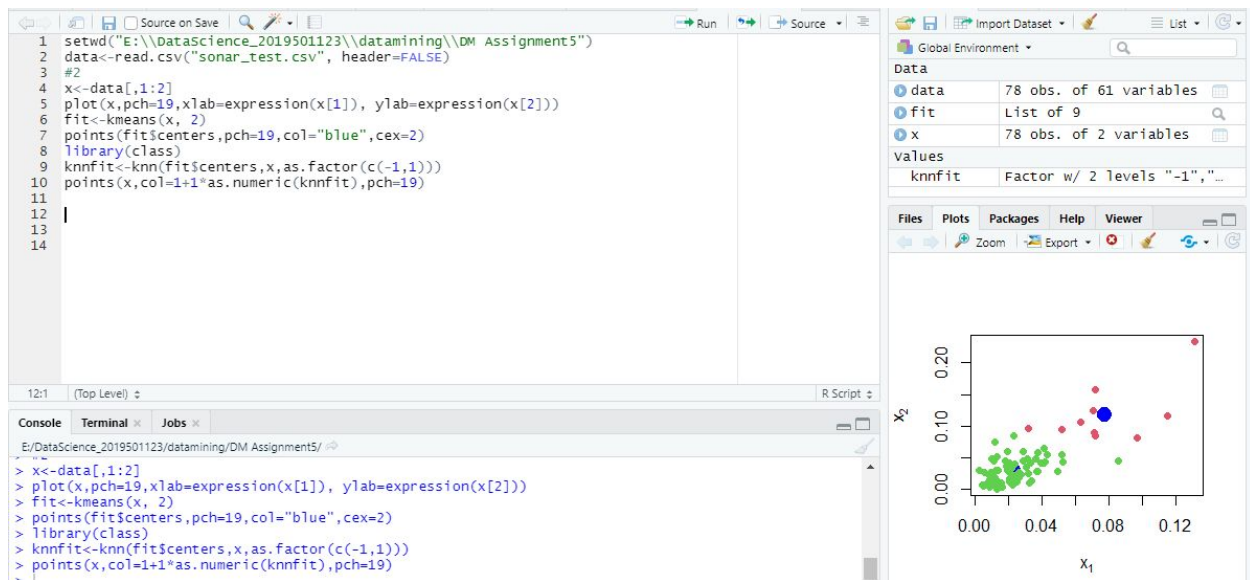 Source on Save
Run
Source
1 setwd("E:\\DataScience_2019501123\\datamining\\DM Assignment5")
2 data<-read.csv("sonar_test.csv", header=FALSE)
3 #2
4 x<-data[,1:2]
5 plot(x,pch=19,xlab=expression(x[1]), ylab=expression(x[2]))
6 fit<-kmeans(x, 2)
7 points(fit$centers,pch=19,col="blue",cex=2)
8 library(class)
9 knnfit<-knn(fit$centers,x,as.factor(c(-1,1)))
10 points(x,col=1+1*as.numeric(knnfit),pch=19)
11
12
13
14
12:1 (Top Level) R Script
Console Terminal × Jobs ×
E:/DataScience_2019501123/datamining/DM Assignment5/
> x<-data[,1:2]
> plot(x,pch=19,xlab=expression(x[1]), ylab=expression(x[2]))
> fit<-kmeans(x, 2)
> points(fit$centers,pch=19,col="blue",cex=2)
> library(class)
> knnfit<-knn(fit$centers,x,as.factor(c(-1,1)))
> points(x,col=1+1*as.numeric(knnfit),pch=19)
>
Import Dataset List
Global Environment
Data
data 78 obs. of 61 variables
fit List of 9
x 78 obs. of 2 variables
Values
knnfit Factor w/ 2 levels "-1","…
Files Plots Packages Help Viewer
Zoom Export
0.20
0.10
0.00
x2
0.00 0.04 0.08 0.12
x1